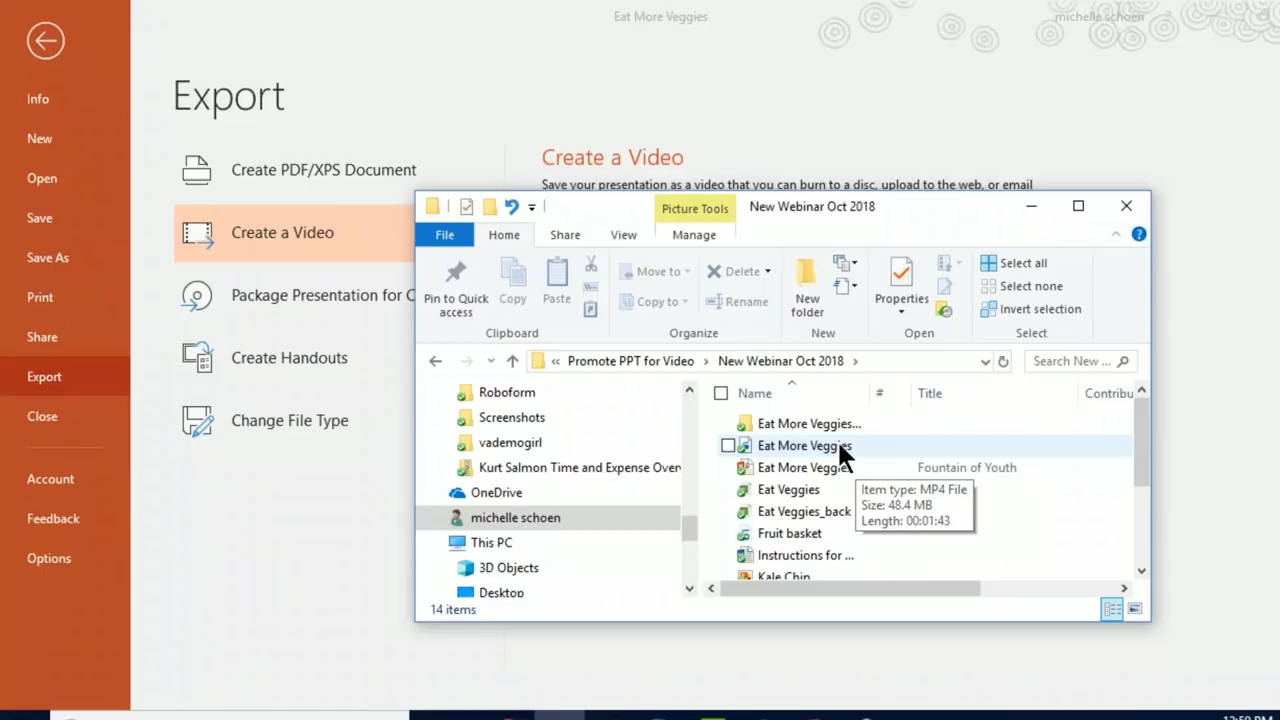 Eat More Veggies
michelle schoen
Info
New
Open
Save
Save As
Print
Share
Export
Close
Account
Feedback
Options
Export
Create PDF/XPS Document
Create a Video
Package Presentation for C
Create Handouts
Change File Type
Create a Video
Save your presentation as a video that you can burn to a disc, upload to the web, or email
Picture Tools
New Webinar Oct 2018
File
Home
Share
View
Manage
Pin to Quick
access
Copy
Paste
Clipboard
Move to
Copy to
Delete
Rename
Organize
New
folder
New
Properties
Open
Select all
Select none
Invert selection
Select
« Promote PPT for Video › New Webinar Oct 2018 ›
Search New ...
Roboform
Screenshots
vademogirl
Kurt Salmon Time and Expense Over
OneDrive
michelle schoen
This PC
3D Objects
Desktop
Name
#
Title
Contribu
Eat More Veggies...
Eat More Veggies
Eat More Veggies
Fountain of Youth
Eat Veggies
Eat Veggies_back
Fruit basket
Instructions for ...
Kale Chip
Item type: MP4 File
Size: 48.4 MB
Length: 00:01:43
14 items
12:59 PM